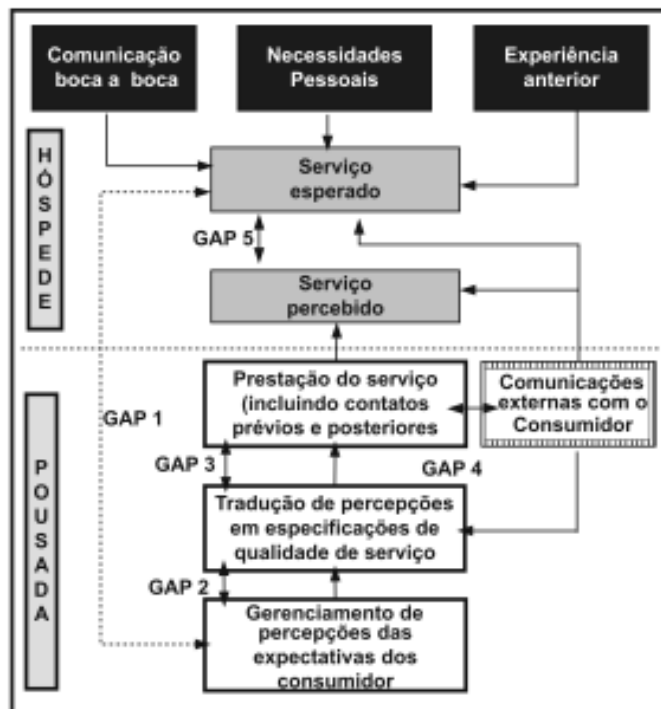 Comunicação
boca a boca
Necessidades
Pessoais
Experiência
anterior
HÓSPEDE
Serviço
esperado
GAP 5
Serviço
percebido
POUSADA
GAP 1
Prestação do serviço
(incluindo contatos
prévios e posteriores
Comunicações
externas com o
Consumidor
GAP 3
GAP 4
Tradução de percepções
em especificações de
qualidade de serviço
GAP 2
Gerenciamento de
percepções das
expectativas dos
consumidor